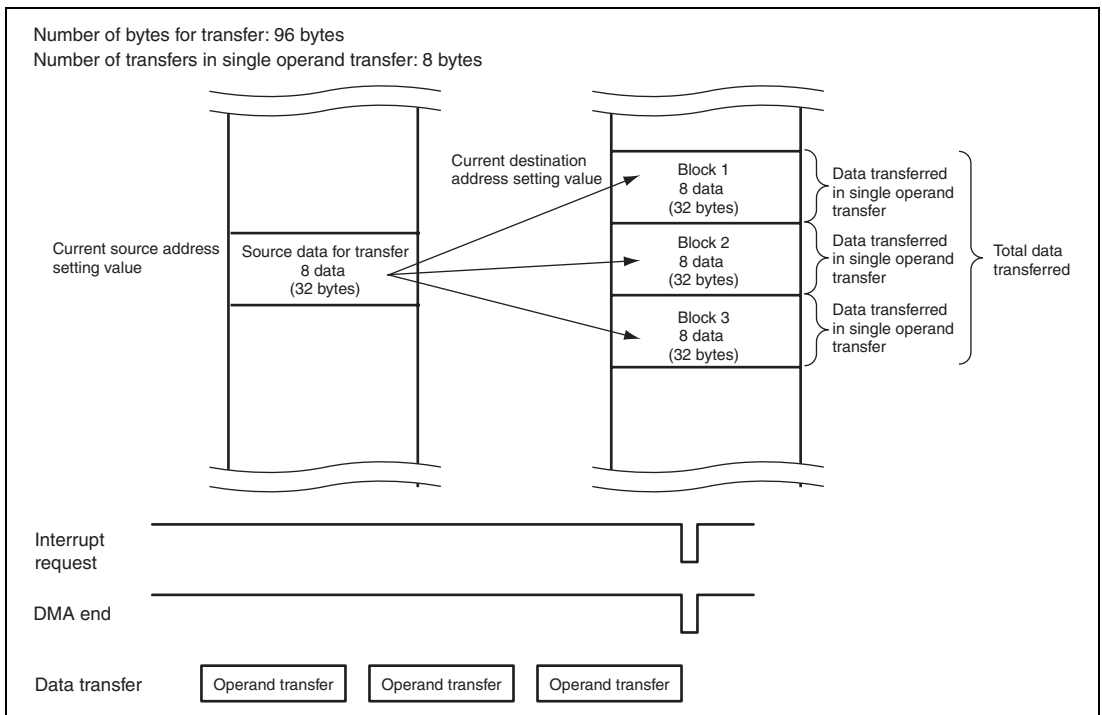 Number of bytes for transfer: 96 bytes
Number of transfers in single operand transfer: 8 bytes
Current source address
setting value
Source data for transfer
8 data
(32 bytes)
Current destination
address setting value
Block 1
8 data
(32 bytes)
Data transferred
in single operand
transfer
Block 2
8 data
(32 bytes)
Data transferred
in single operand
transfer
Block 3
8 data
(32 bytes)
Data transferred
in single operand
transfer
Total data
transferred
Interrupt
request
DMA end
Data transfer
Operand transfer
Operand transfer
Operand transfer